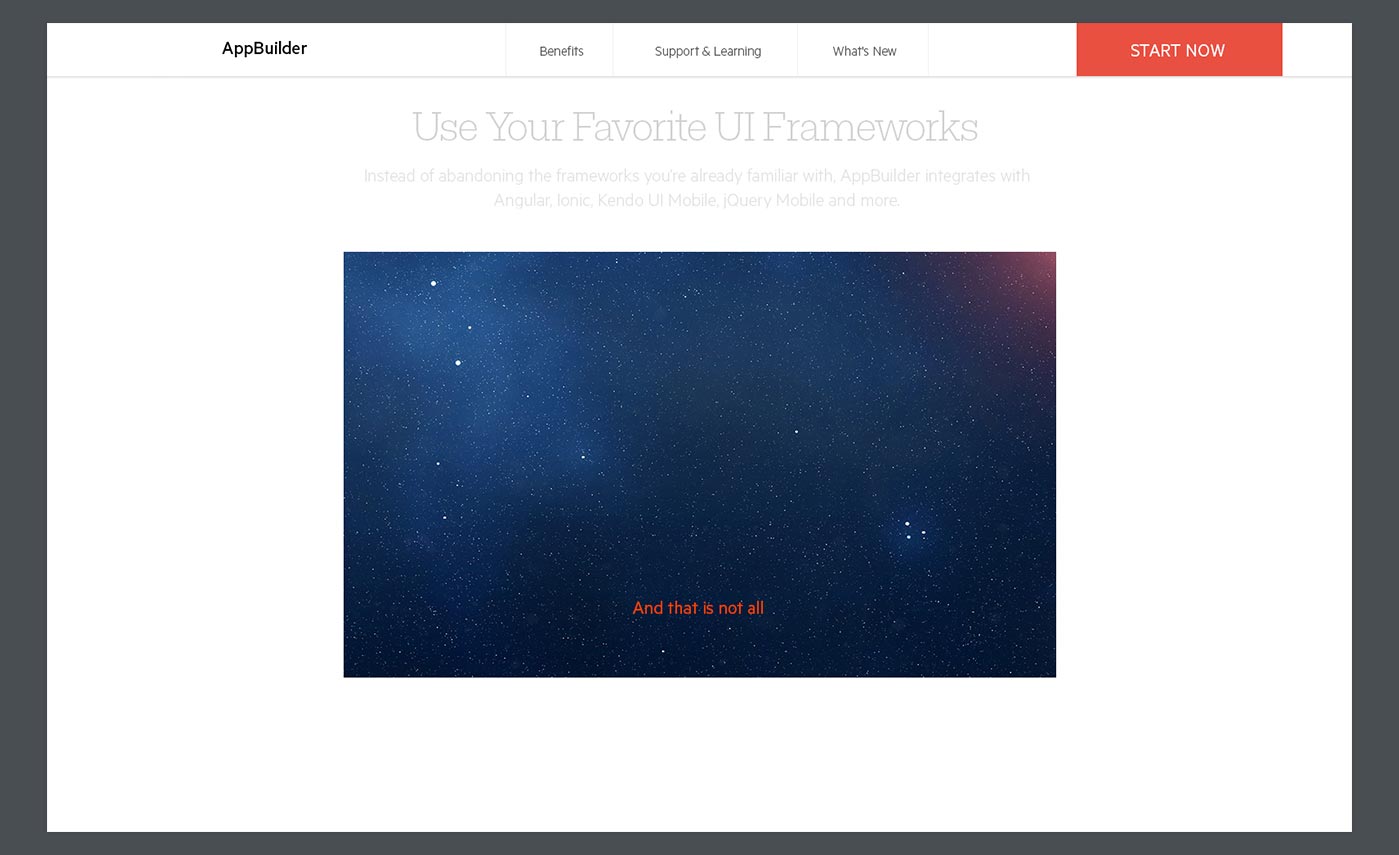 AppBuilder
Benefits
Support & Learning
What's New
START NOW
Use Your Favorite UI Frameworks
Instead of abandoning the frameworks you're already familiar with, AppBuilder integrates with
Angular, Ionic, Kendo UI Mobile, jQuery Mobile and more.
And that is not all